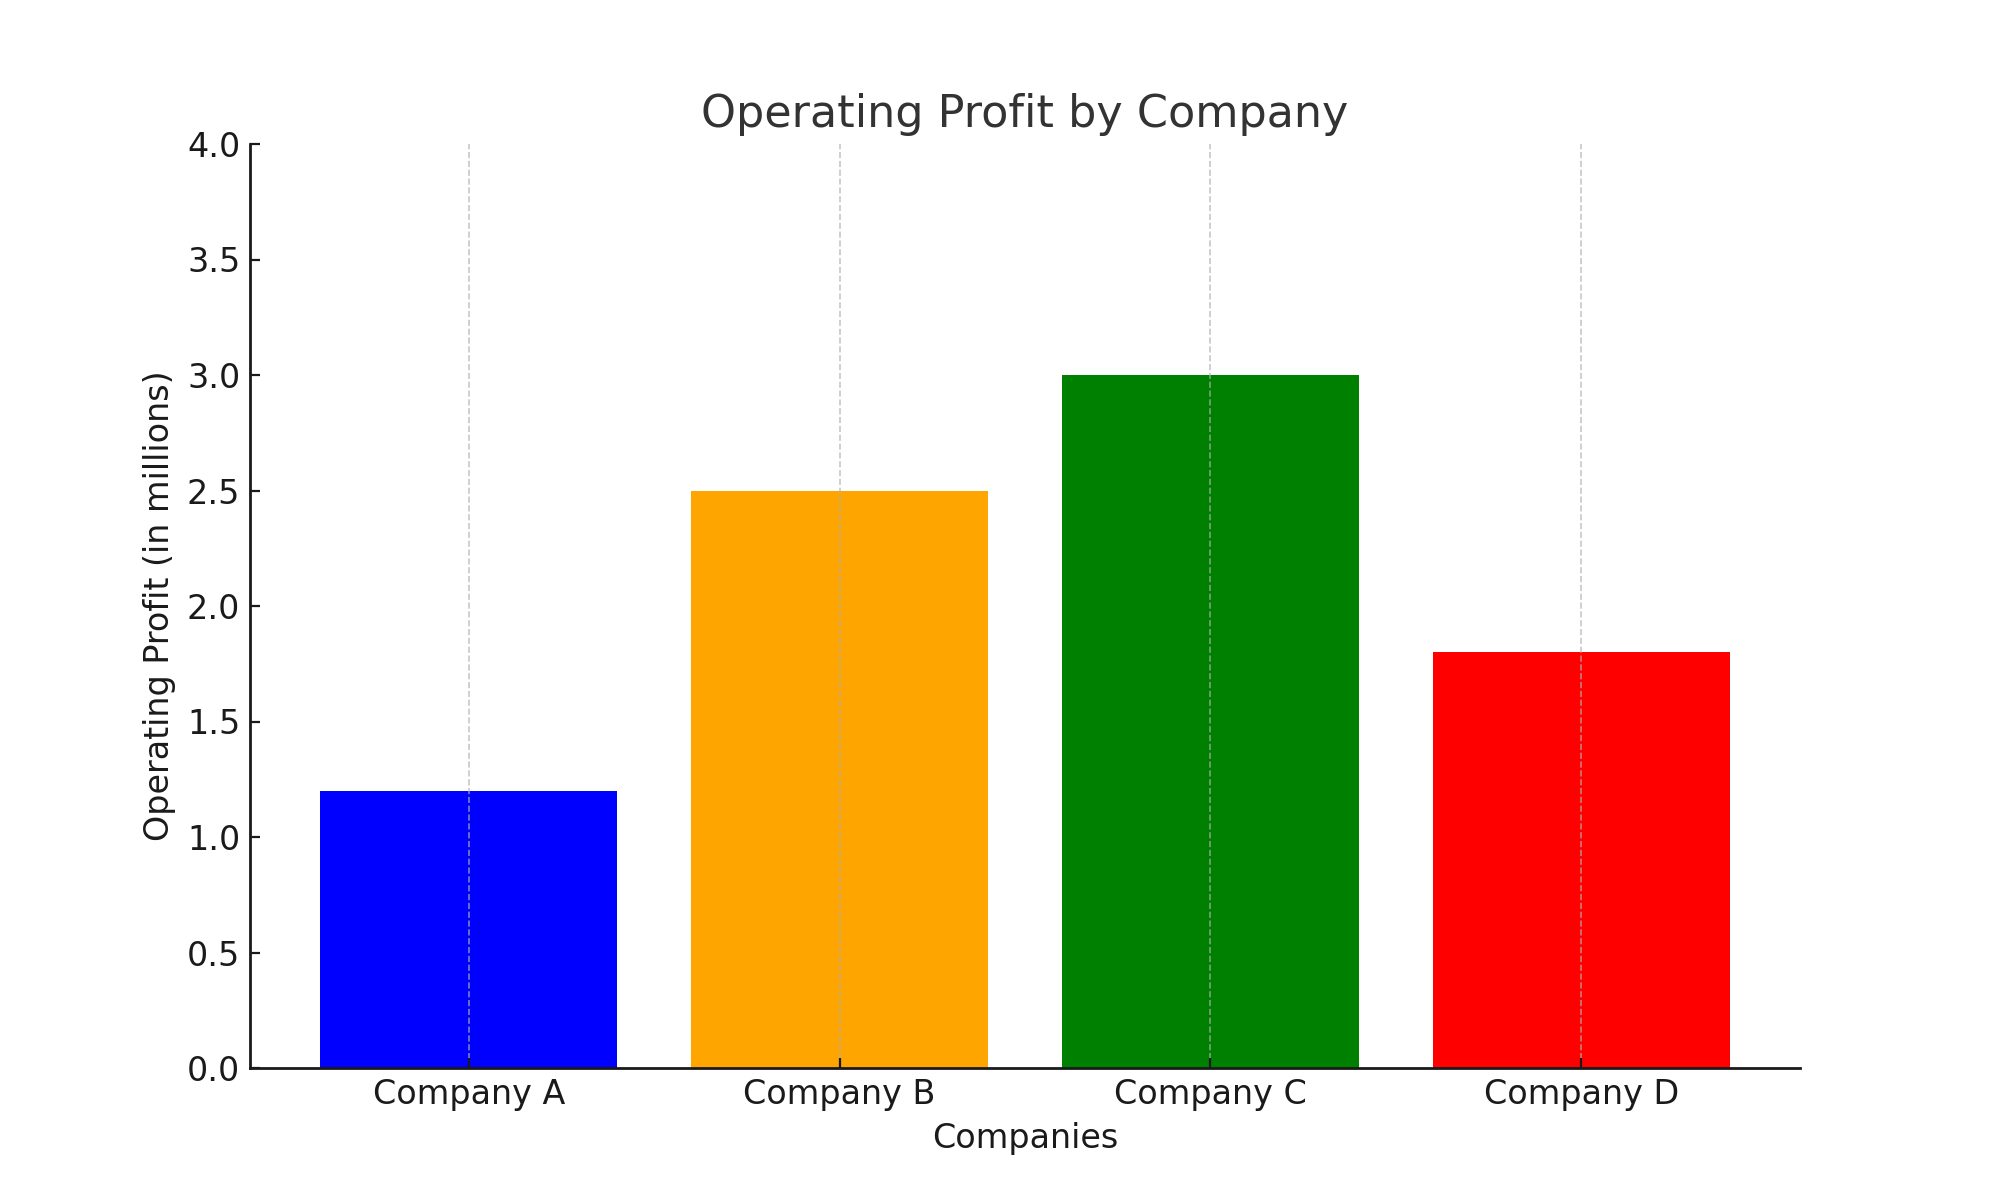 Operating Profit by Company
4.0
3.5
3.0
2.5
2.0
1.5
1.0
0.5
0.0
Operating Profit (in millions)
Company A
Company B
Company C
Company D
Companies